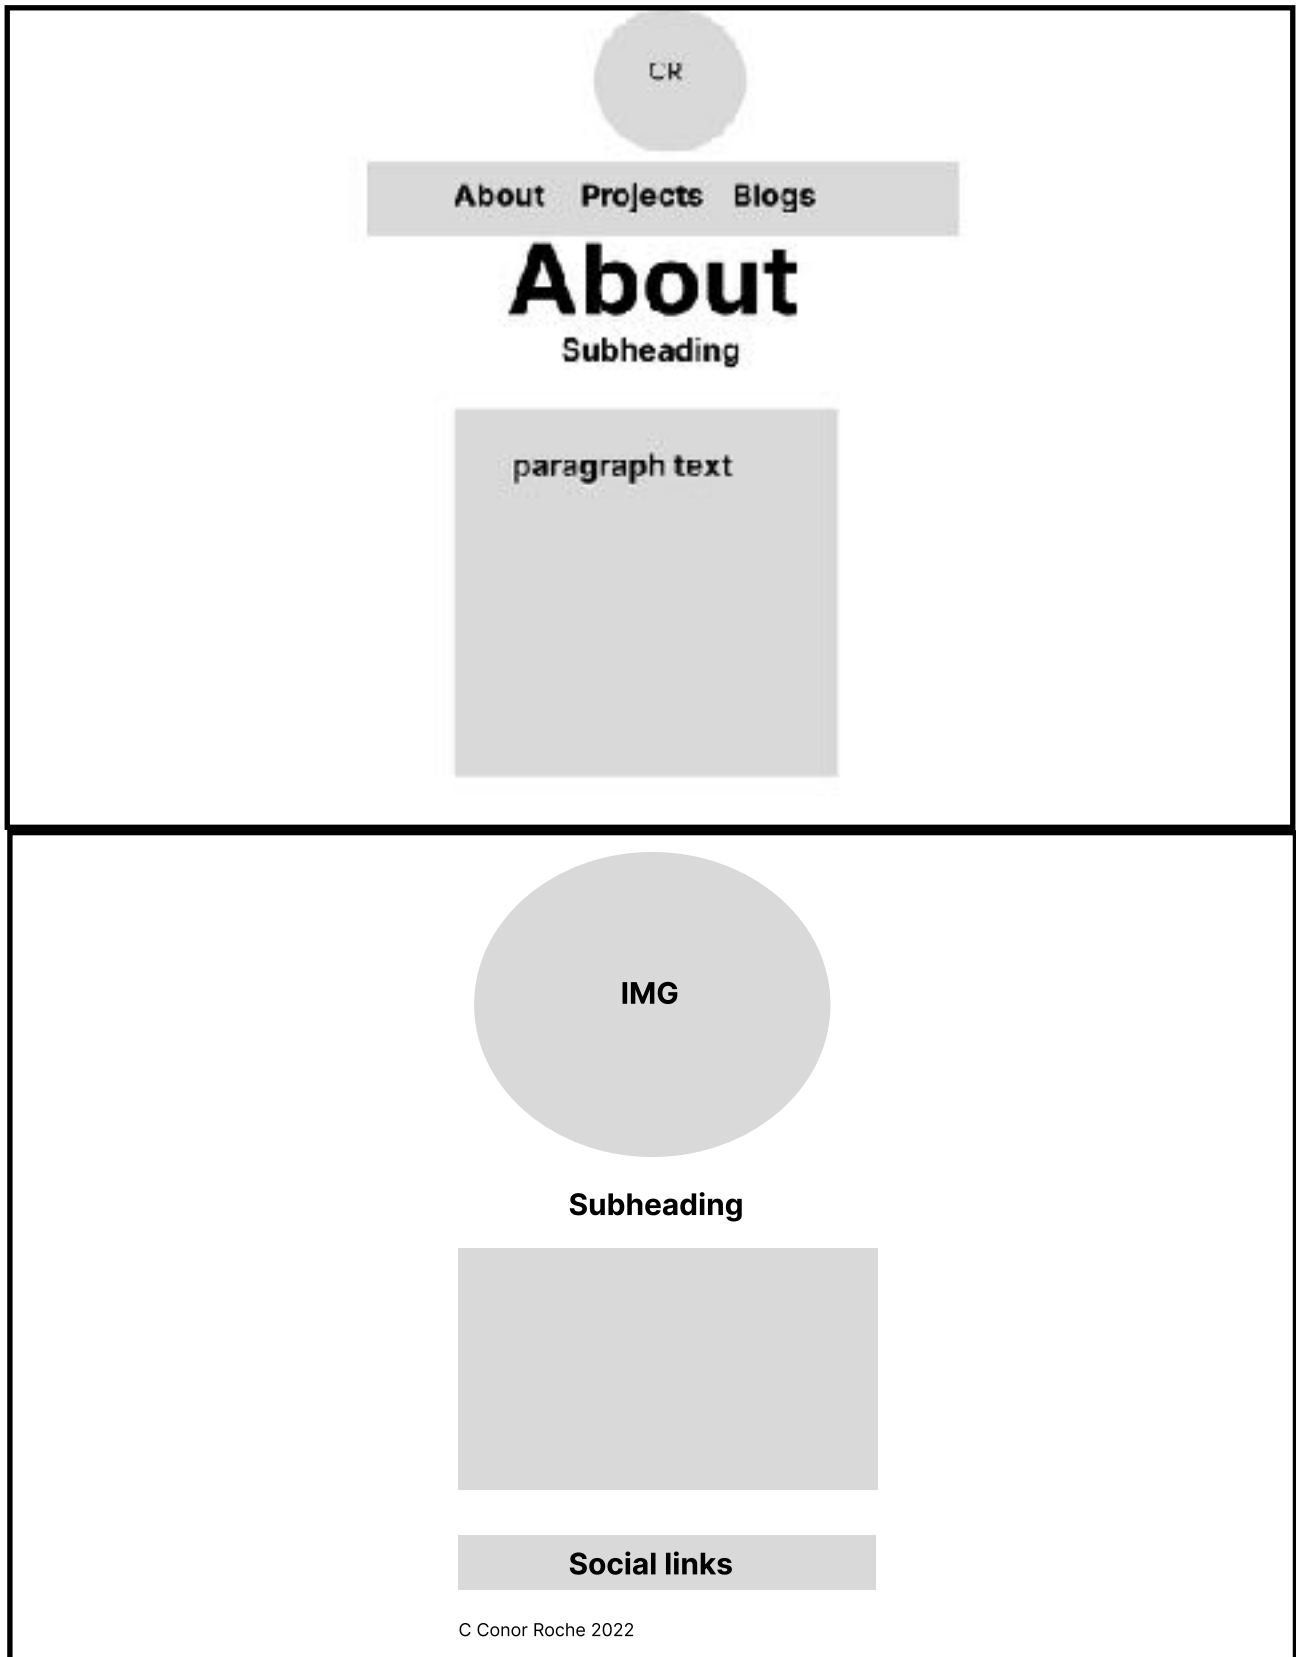 CR
About Projects Blogs
About
Subheading
paragraph text
IMG
Subheading
Social links
C Conor Roche 2022